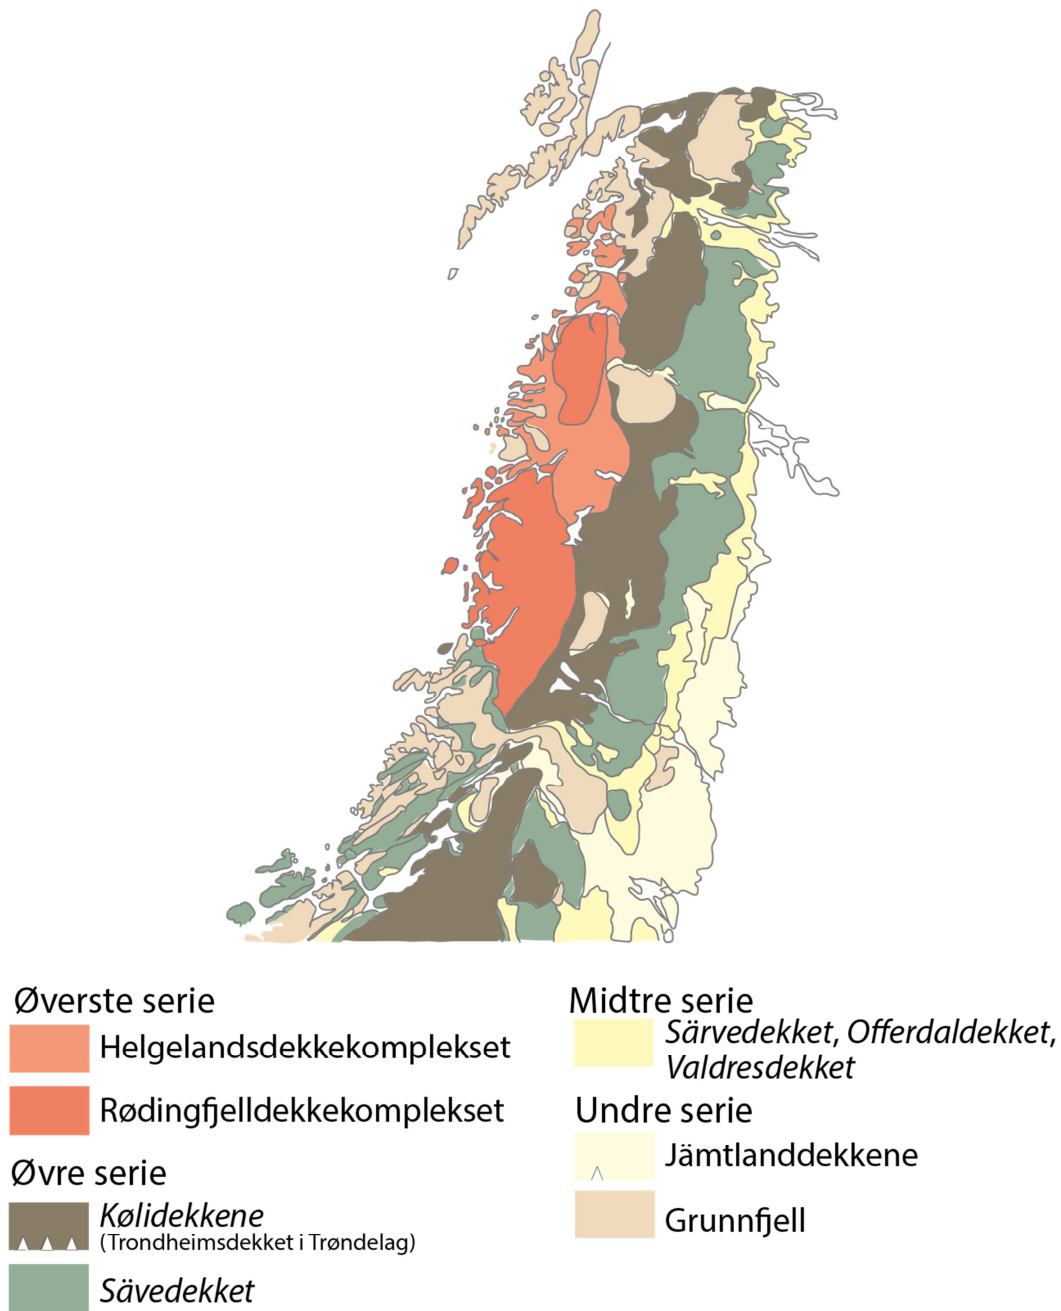 Øverste serie
Helgelandsdekkekomplekset
Rødingfjelldekkekomplekset
Øvre serie
Kølidekkene
(Trondheimsdekket i Trøndelag)
Sävedekket
Midtre serie
Särvedekket, Offerdaldekket,
Valdresdekket
Undre serie
Jämtlanddekkene
Grunnfjell